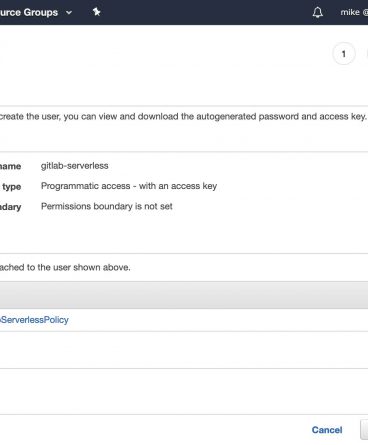 urce Groups
mike @
1
create the user, you can view and download the autogenerated password and access key.
name gitlab-serverless
type Programmatic access - with an access key
ndary Permissions boundary is not set
ached to the user shown above.
ServerlessPolicy
Cancel